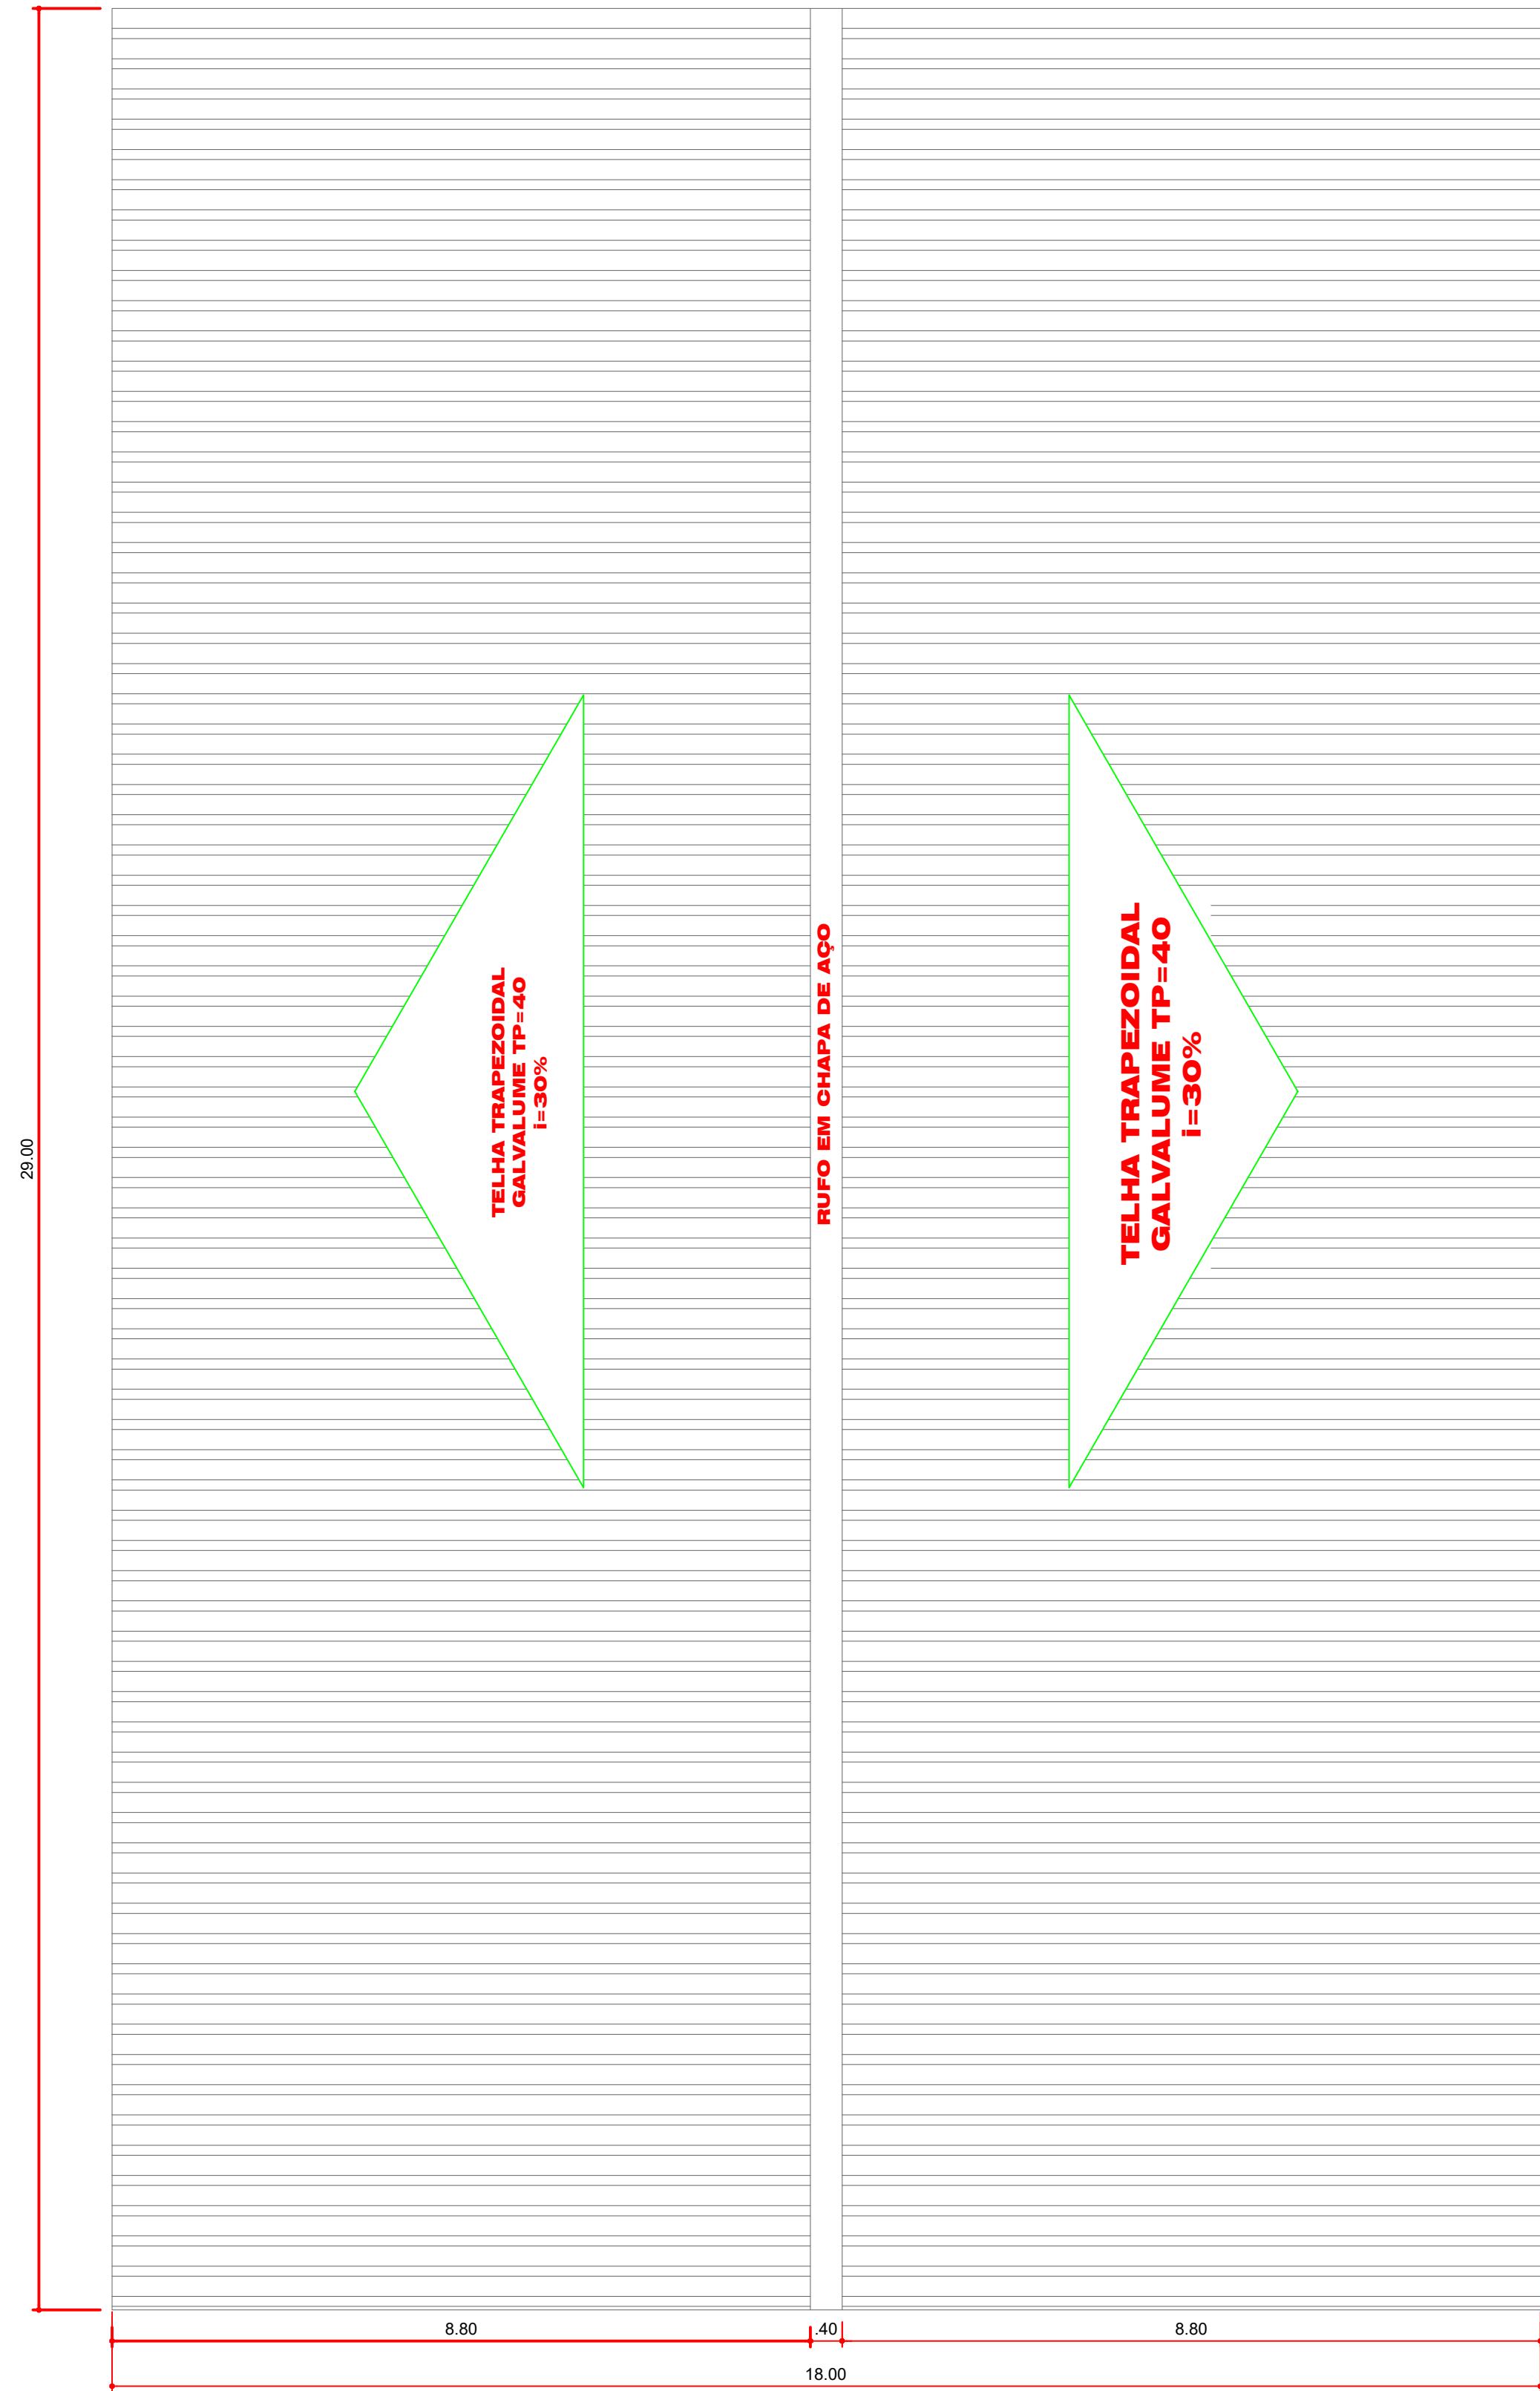 29.00
TELHA TRAPEZOIDAL
GALVALUME TP=40
i=30%
RUFO EM CHAPA DE AÇO
TELHA TRAPEZOIDAL
GALVALUME TP=40
i=30%
8.80
.40
8.80
18.00